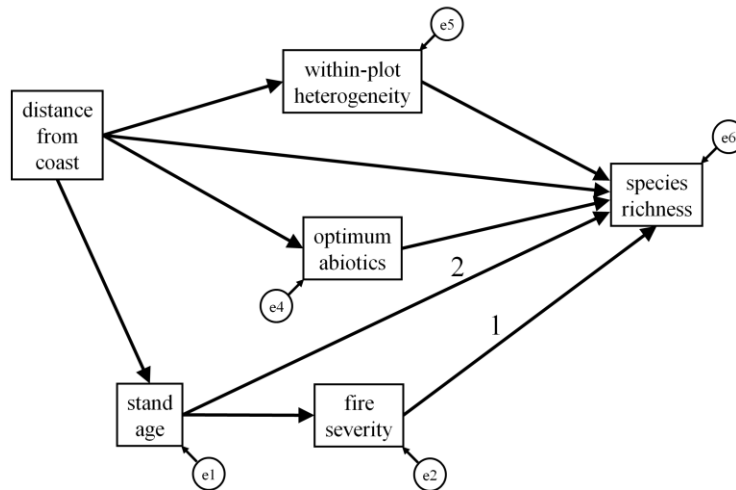 e5
within-plot
heterogeneity
distance
from
coast
e6
species
richness
optimum
abiotics
2
e4
1
stand
age
fire
severity
e1
e2